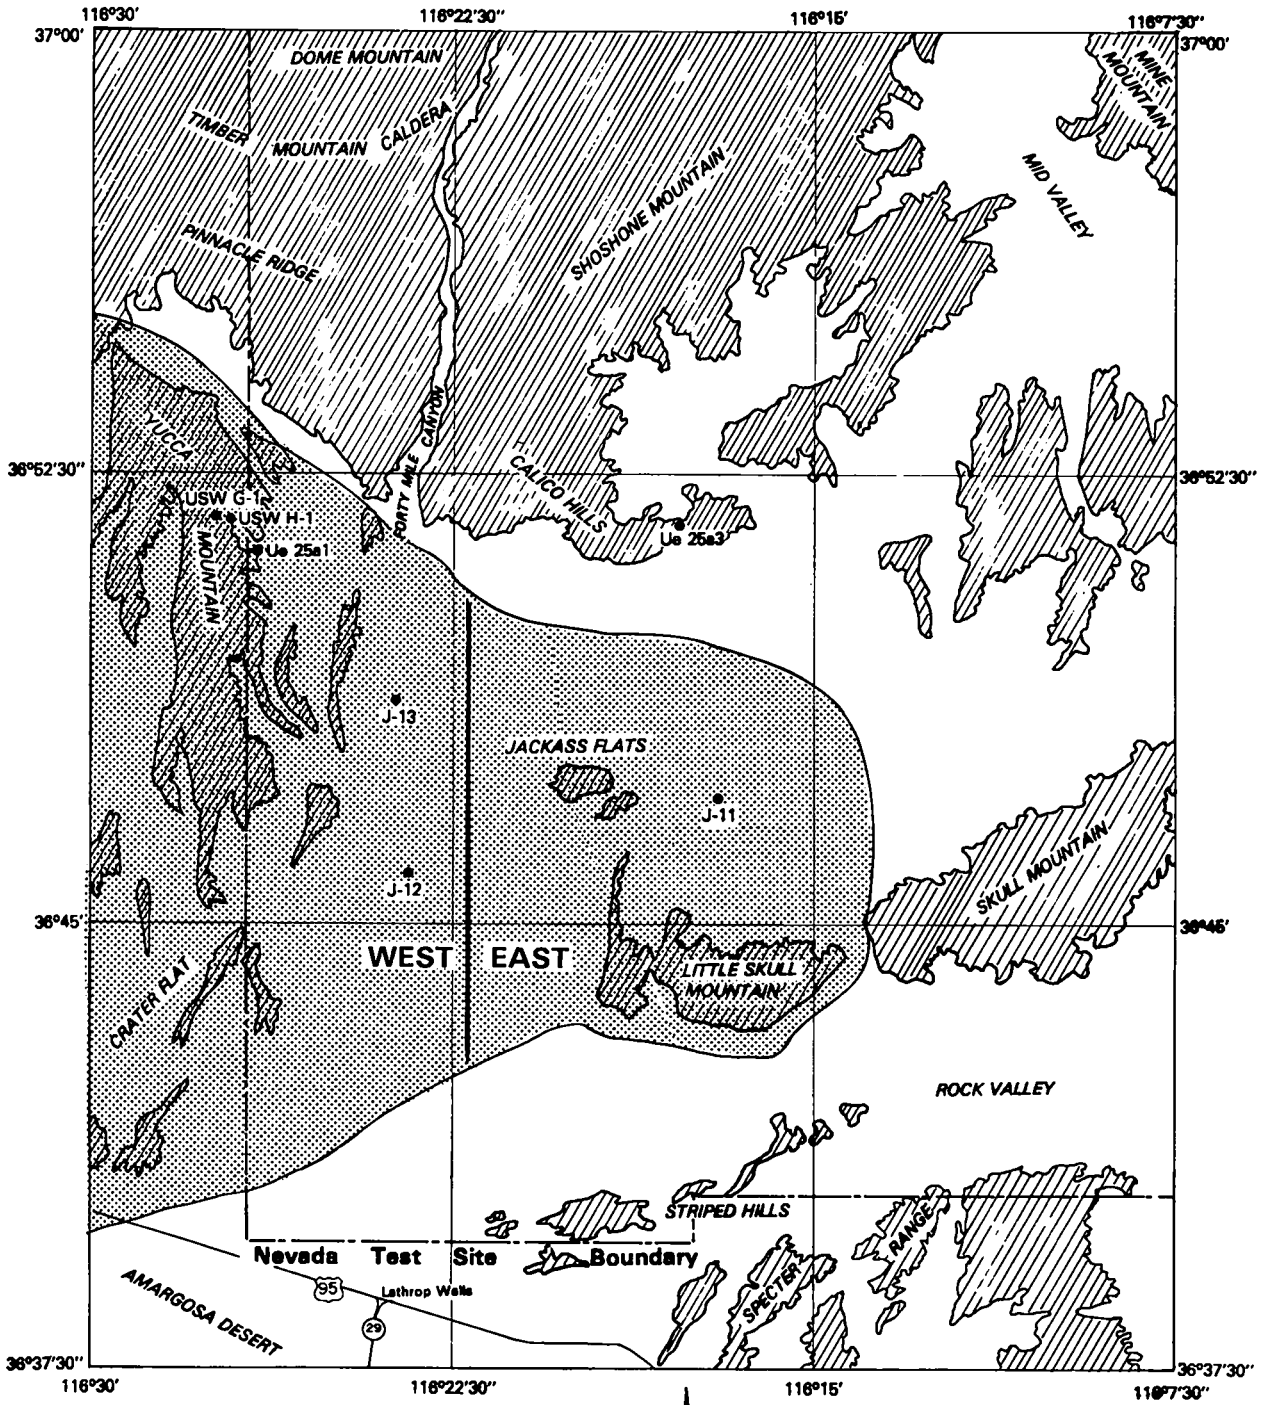 116°30' 116°22'30" 116°15' 116°7'30"
37°00' 37°00'
DOME MOUNTAIN
MINE MOUNTAIN
TIMBER MOUNTAIN CALDERA
SHOSHONE MOUNTAIN
MID VALLEY
PINNACLE RIDGE
FORTY MILE CANYON
YUCCA MOUNTAIN
CALICO HILLS
36°52'30" 36°52'30"
USW G-1
USW H-1
Ue 25a1
Ue 25a3
J-13
JACKASS FLATS
J-11
J-12
SKULL MOUNTAIN
36°45' 36°45'
WEST EAST
LITTLE SKULL
MOUNTAIN
CRATER FLAT
ROCK VALLEY
STRIPED HILLS
SPECTER RANGE
Nevada Test Site Boundary
95
Lathrop Wells
29
AMARGOSA DESERT
36°37'30" 36°37'30"
116°30' 116°22'30" 116°15' 116°7'30"